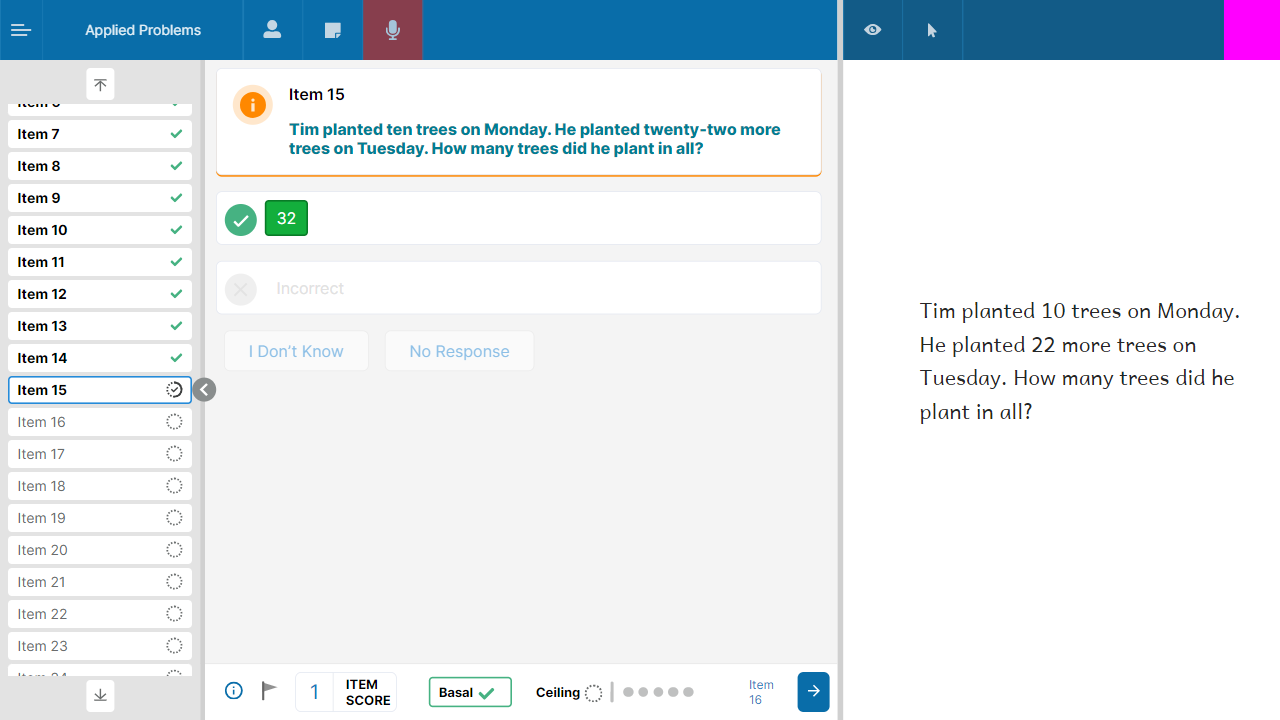 Applied Problems
Item 7
Item 8
Item 9
Item 10
Item 11
Item 12
Item 13
Item 14
Item 15
Item 16
Item 17
Item 18
Item 19
Item 20
Item 21
Item 22
Item 23
Item 15
Tim planted ten trees on Monday. He planted twenty-two more
trees on Tuesday. How many trees did he plant in all?
32
Incorrect
I Don't Know
No Response
1
ITEM
SCORE
Basal
Ceiling
Item
16
Tim planted 10 trees on Monday.
He planted 22 more trees on
Tuesday. How many trees did he
plant in all?